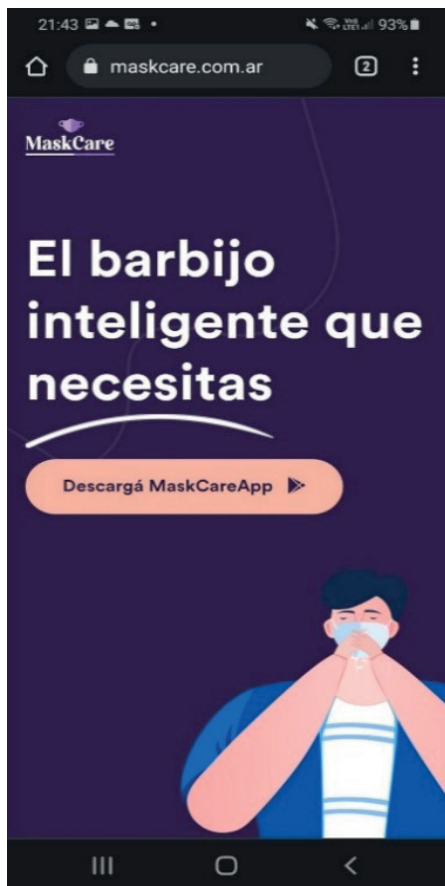 21:43 93%
maskcare.com.ar 2
MaskCare
El barbijo
inteligente que
necesitas
Descargá MaskCareApp